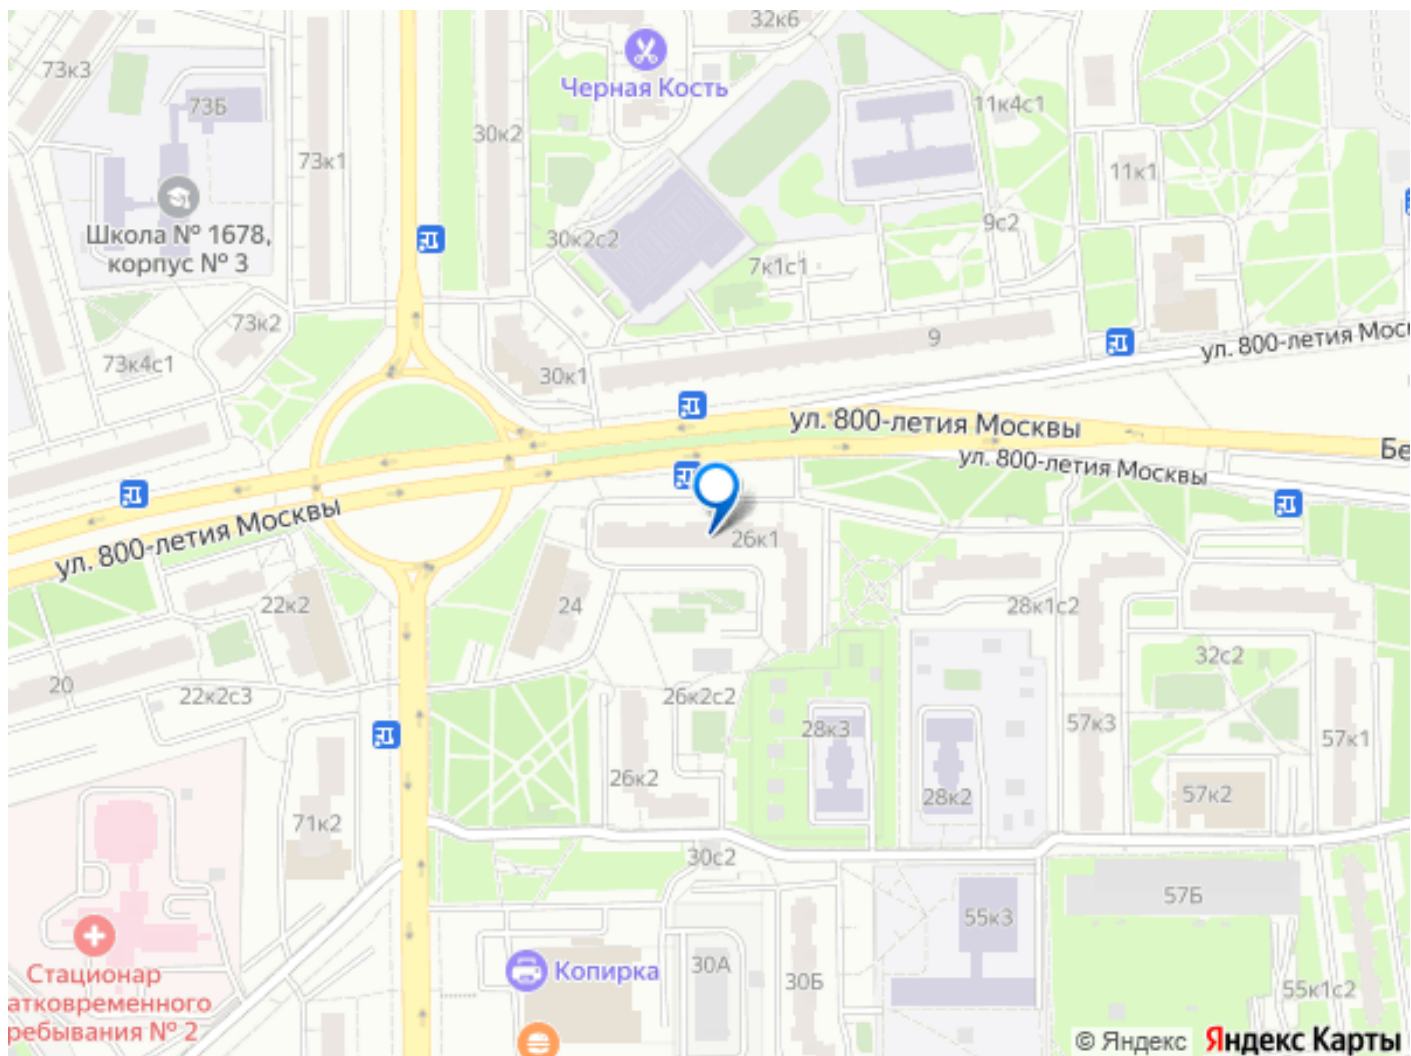 32к6
73к3
Черная Кость
73Б
11к4с1
30к2
73к1
11к1
Школа № 1678,
корпус № 3
9с2
30к2с2
7к1с1
73к2
9
ул. 800-летия Моск
73к4с1
30к1
ул. 800-летия Москвы
Бе
ул. 800-летия Москвы
ул. 800-летия Москвы
26к1
22к2
24
28к1с2
32с2
20
22к2с3
26к2с2
28к3
57к3
57к1
26к2
28к2
57к2
71к2
30с2
57Б
55к3
Стационар
атковременного
ребывания № 2
Копирка
30А
30Б
55к1с2
© Яндекс Яндекс Карты